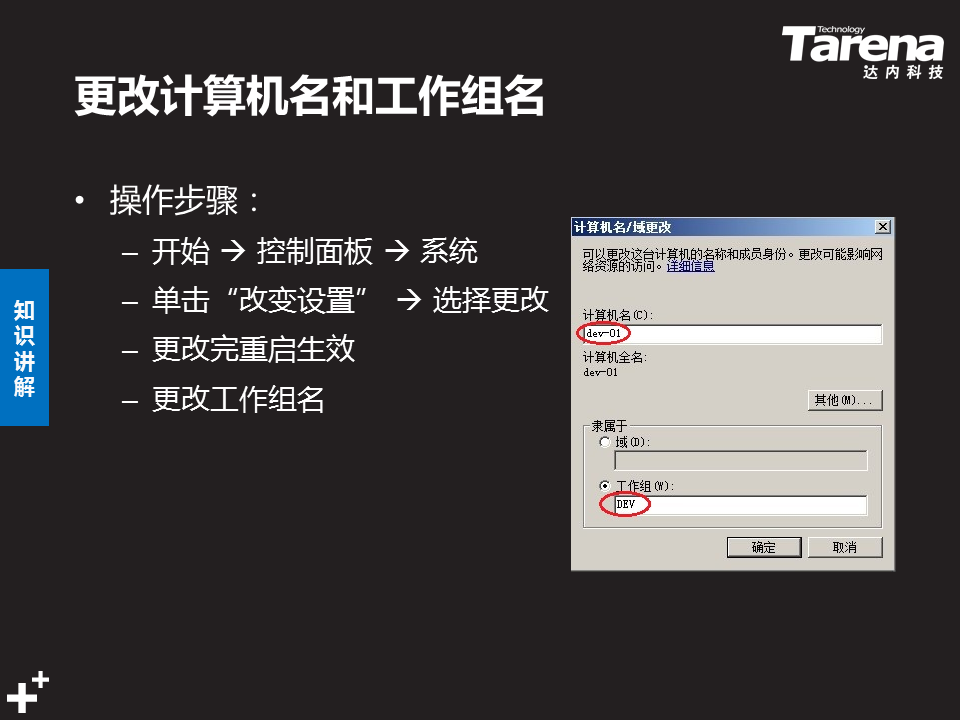 Technology
Tarena
达内科技
更改计算机名和工作组名
• 操作步骤：
– 开始 → 控制面板 → 系统
– 单击“改变设置” → 选择更改
– 更改完重启生效
– 更改工作组名
知识讲解
计算机名/域更改
可以更改这台计算机的名称和成员身份。更改可能影响网
络资源的访问。详细信息
计算机名(C):
dev-01
计算机全名:
dev-01
其他(M)...
隶属于
域(D):
工作组(W):
DEV
确定
取消